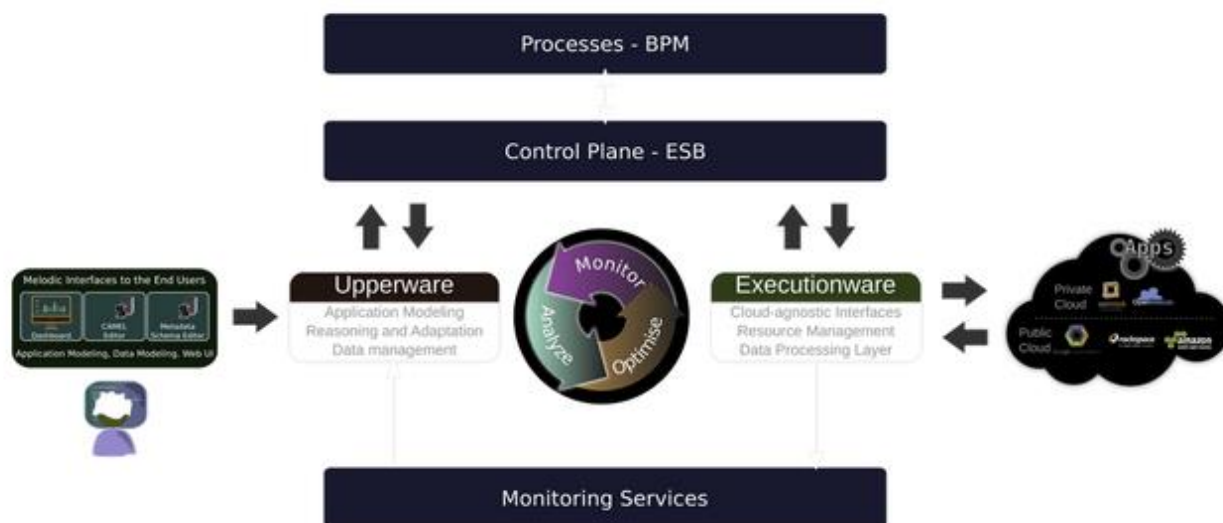 Processes - BPM
Control Plane - ESB
Melodic Interfaces to the End Users
Dashboard
CAMEL Editor
Metadata Schema Editor
Application Modeling, Data Modeling, Web UI
Upperware
Application Modeling
Reasoning and Adaptation
Data management
Monitor
Analyze
Optimise
Executionware
Cloud-agnostic Interfaces
Resource Management
Data Processing Layer
Apps
Private
Cloud
Public
Cloud
rackspace
amazon
Monitoring Services